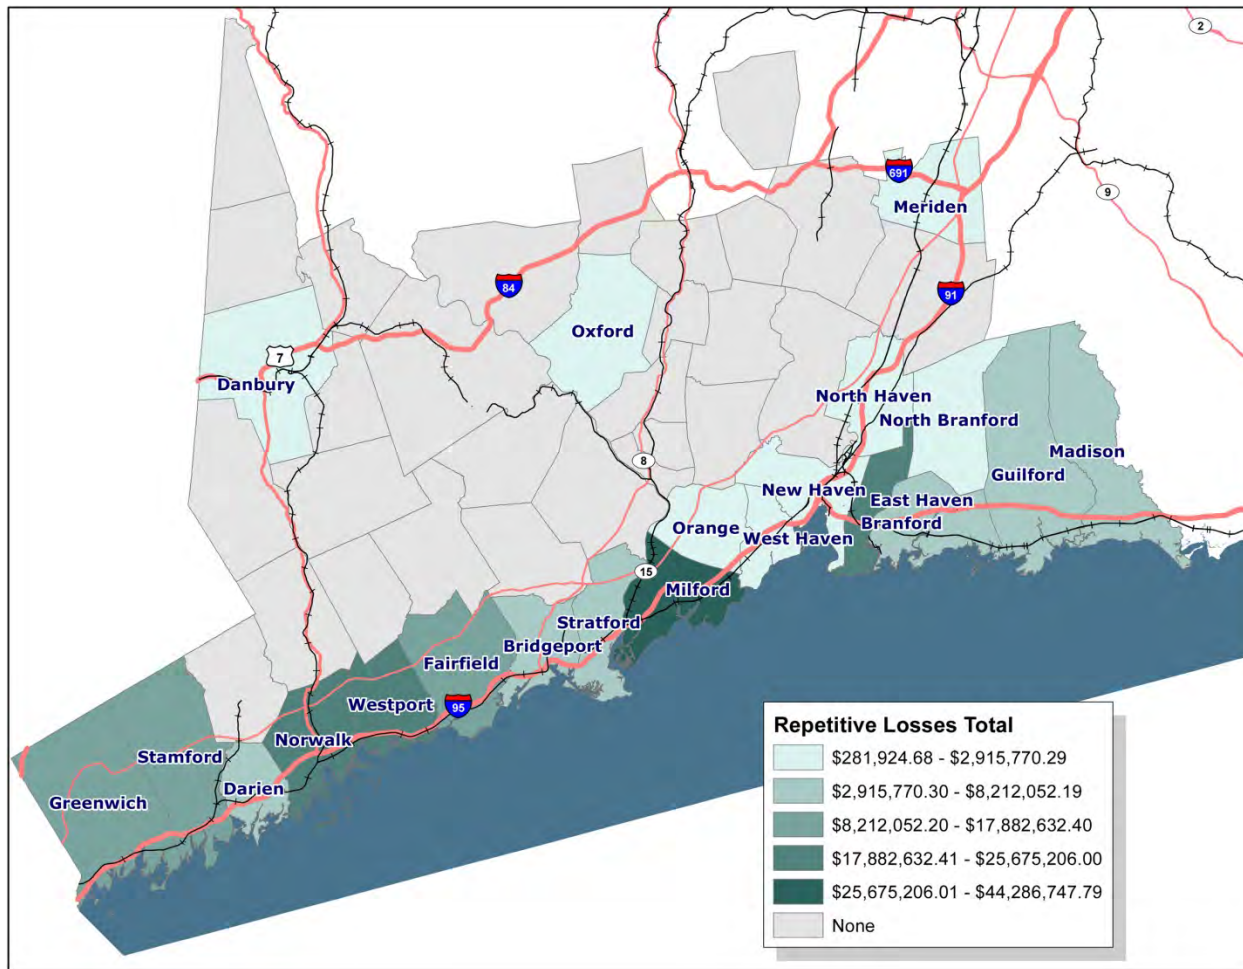 2
691
9
Meriden
84
91
Oxford
7
Danbury
North Haven
North Branford
Madison
8
Guilford
New Haven
East Haven
Orange
Branford
West Haven
15
Milford
Stratford
Bridgeport
Fairfield
Westport
95
Norwalk
Stamford
Darien
Greenwich
Repetitive Losses Total
$281,924.68 - $2,915,770.29
$2,915,770.30 - $8,212,052.19
$8,212,052.20 - $17,882,632.40
$17,882,632.41 - $25,675,206.00
$25,675,206.01 - $44,286,747.79
None